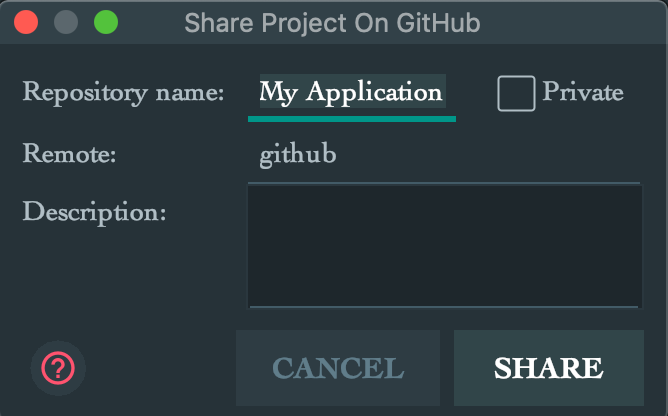 Share Project On GitHub
Repository name: My Application Private
Remote: github
Description:
? CANCEL SHARE